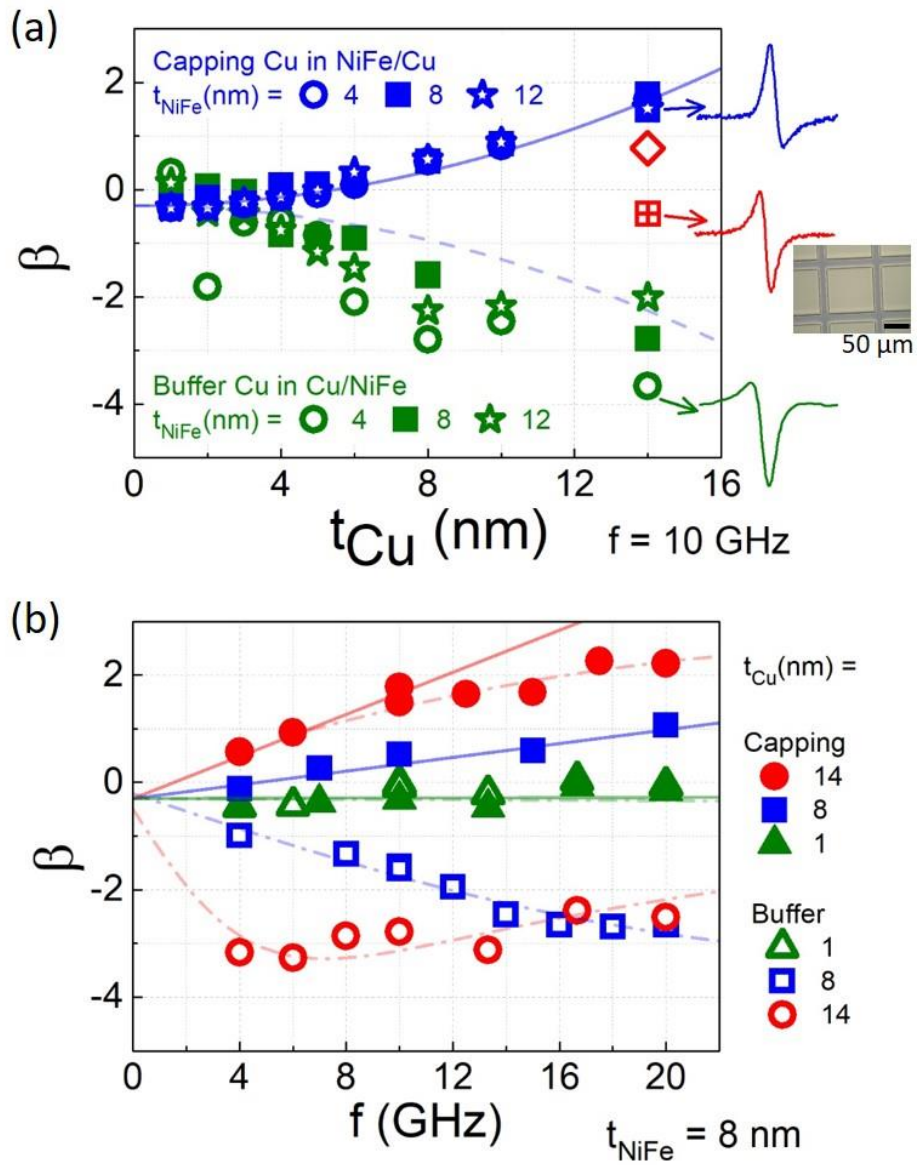 (a)
Capping Cu in NiFe/Cu
t_NiFe(nm) = 4 8 12
Buffer Cu in Cu/NiFe
t_NiFe(nm) = 4 8 12
2
0
-2
-4
β
0 4 8 12 16
t_Cu (nm)
f = 10 GHz
50 μm
(b)
2
0
-2
-4
β
0 4 8 12 16 20
f (GHz)
t_NiFe = 8 nm
t_Cu(nm) =
Capping
14
8
1
Buffer
1
8
14